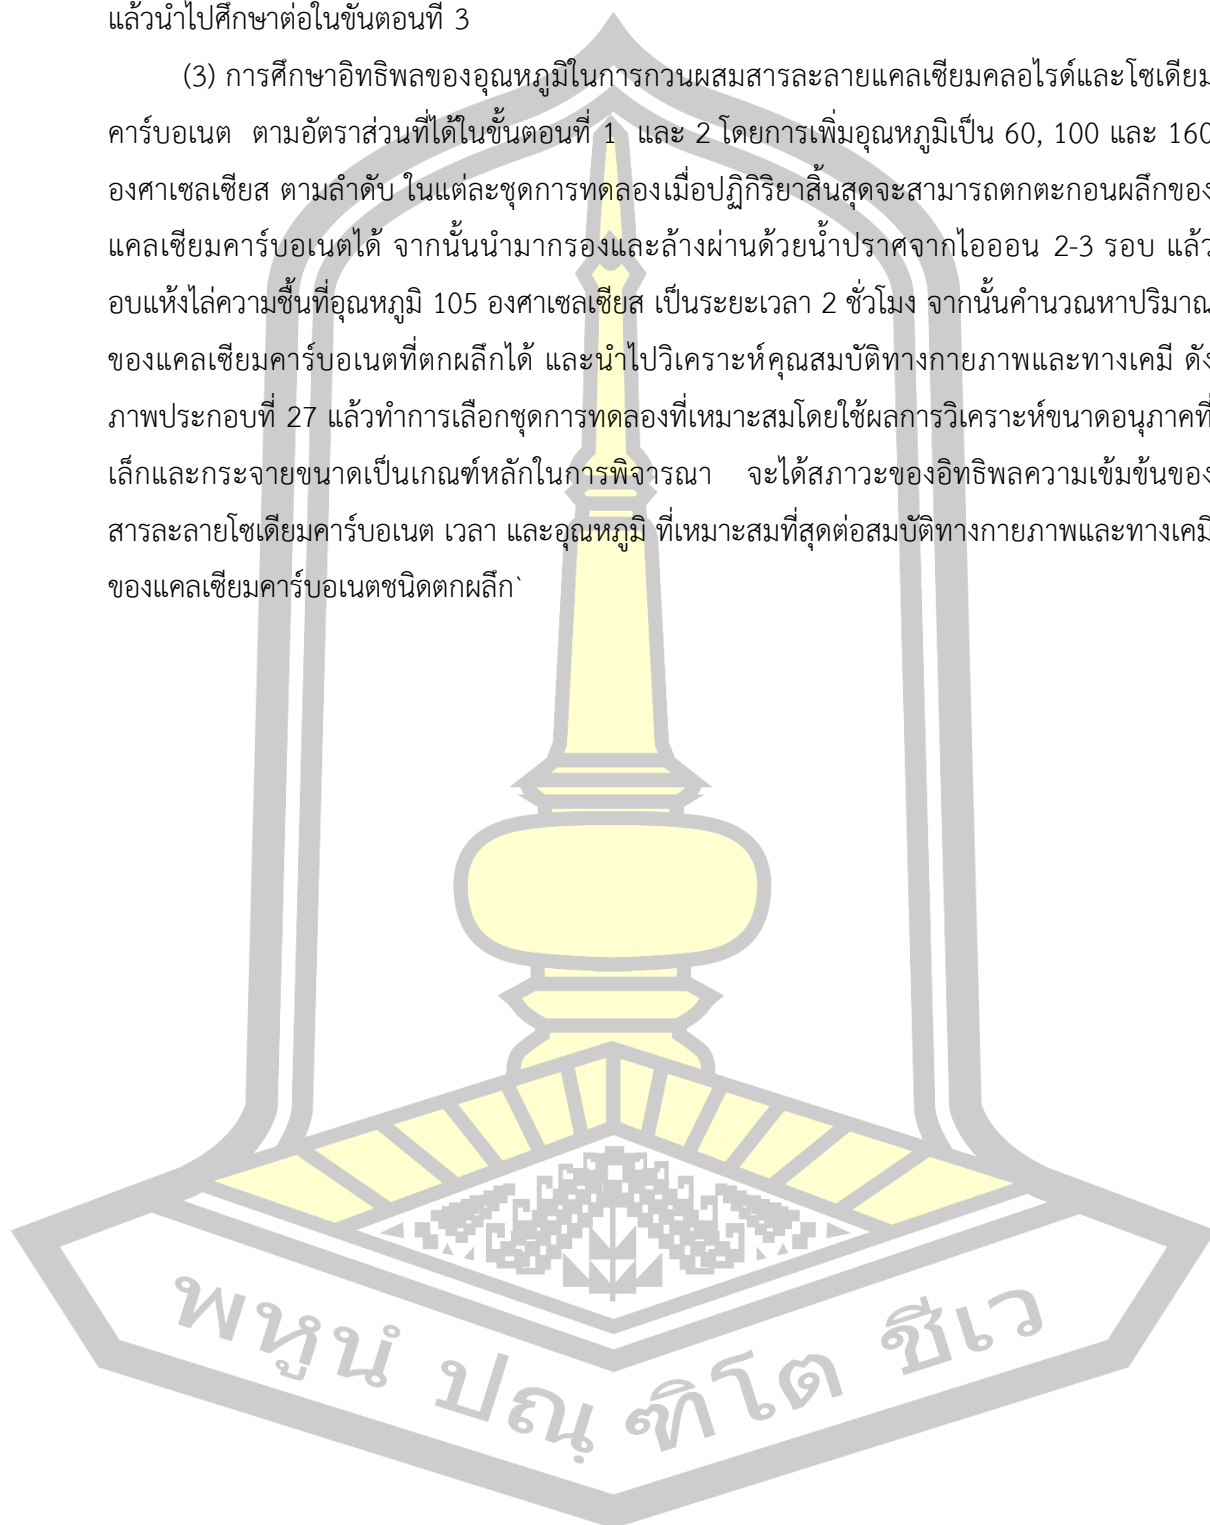 แล้วนำไปศึกษาต่อในขั้นตอนที่ 3
(3) การศึกษาอิทธิพลของอุณหภูมิในการกวนผสมสารละลายแคลเซียมคลอไรด์และโซเดียม
คาร์บอเนต ตามอัตราส่วนที่ได้ในขั้นตอนที่ 1 และ 2 โดยการเพิ่มอุณหภูมิเป็น 60, 100 และ 160
องศาเซลเซียส ตามลำดับ ในแต่ละชุดการทดลองเมื่อปฏิกิริยาสิ้นสุดจะสามารถตกตะกอนผลึกของ
แคลเซียมคาร์บอเนตได้ จากนั้นนำมากรองและล้างผ่านด้วยน้ำปราศจากไอออน 2-3 รอบ แล้ว
อบแห้งไล่ความชื้นที่อุณหภูมิ 105 องศาเซลเซียส เป็นระยะเวลา 2 ชั่วโมง จากนั้นคำนวณหาปริมาณ
ของแคลเซียมคาร์บอเนตที่ตกผลึกได้ และนำไปวิเคราะห์คุณสมบัติทางกายภาพและทางเคมี ดัง
ภาพประกอบที่ 27 แล้วทำการเลือกชุดการทดลองที่เหมาะสมโดยใช้ผลการวิเคราะห์ขนาดอนุภาคที่
เล็กและกระจายขนาดเป็นเกณฑ์หลักในการพิจารณา จะได้สภาวะของอิทธิพลความเข้มข้นของ
สารละลายโซเดียมคาร์บอเนต เวลา และอุณหภูมิ ที่เหมาะสมที่สุดต่อสมบัติทางกายภาพและทางเคมี
ของแคลเซียมคาร์บอเนตชนิดตกผลึก`
พหูนํ ปณฺฑิโต ชีเว